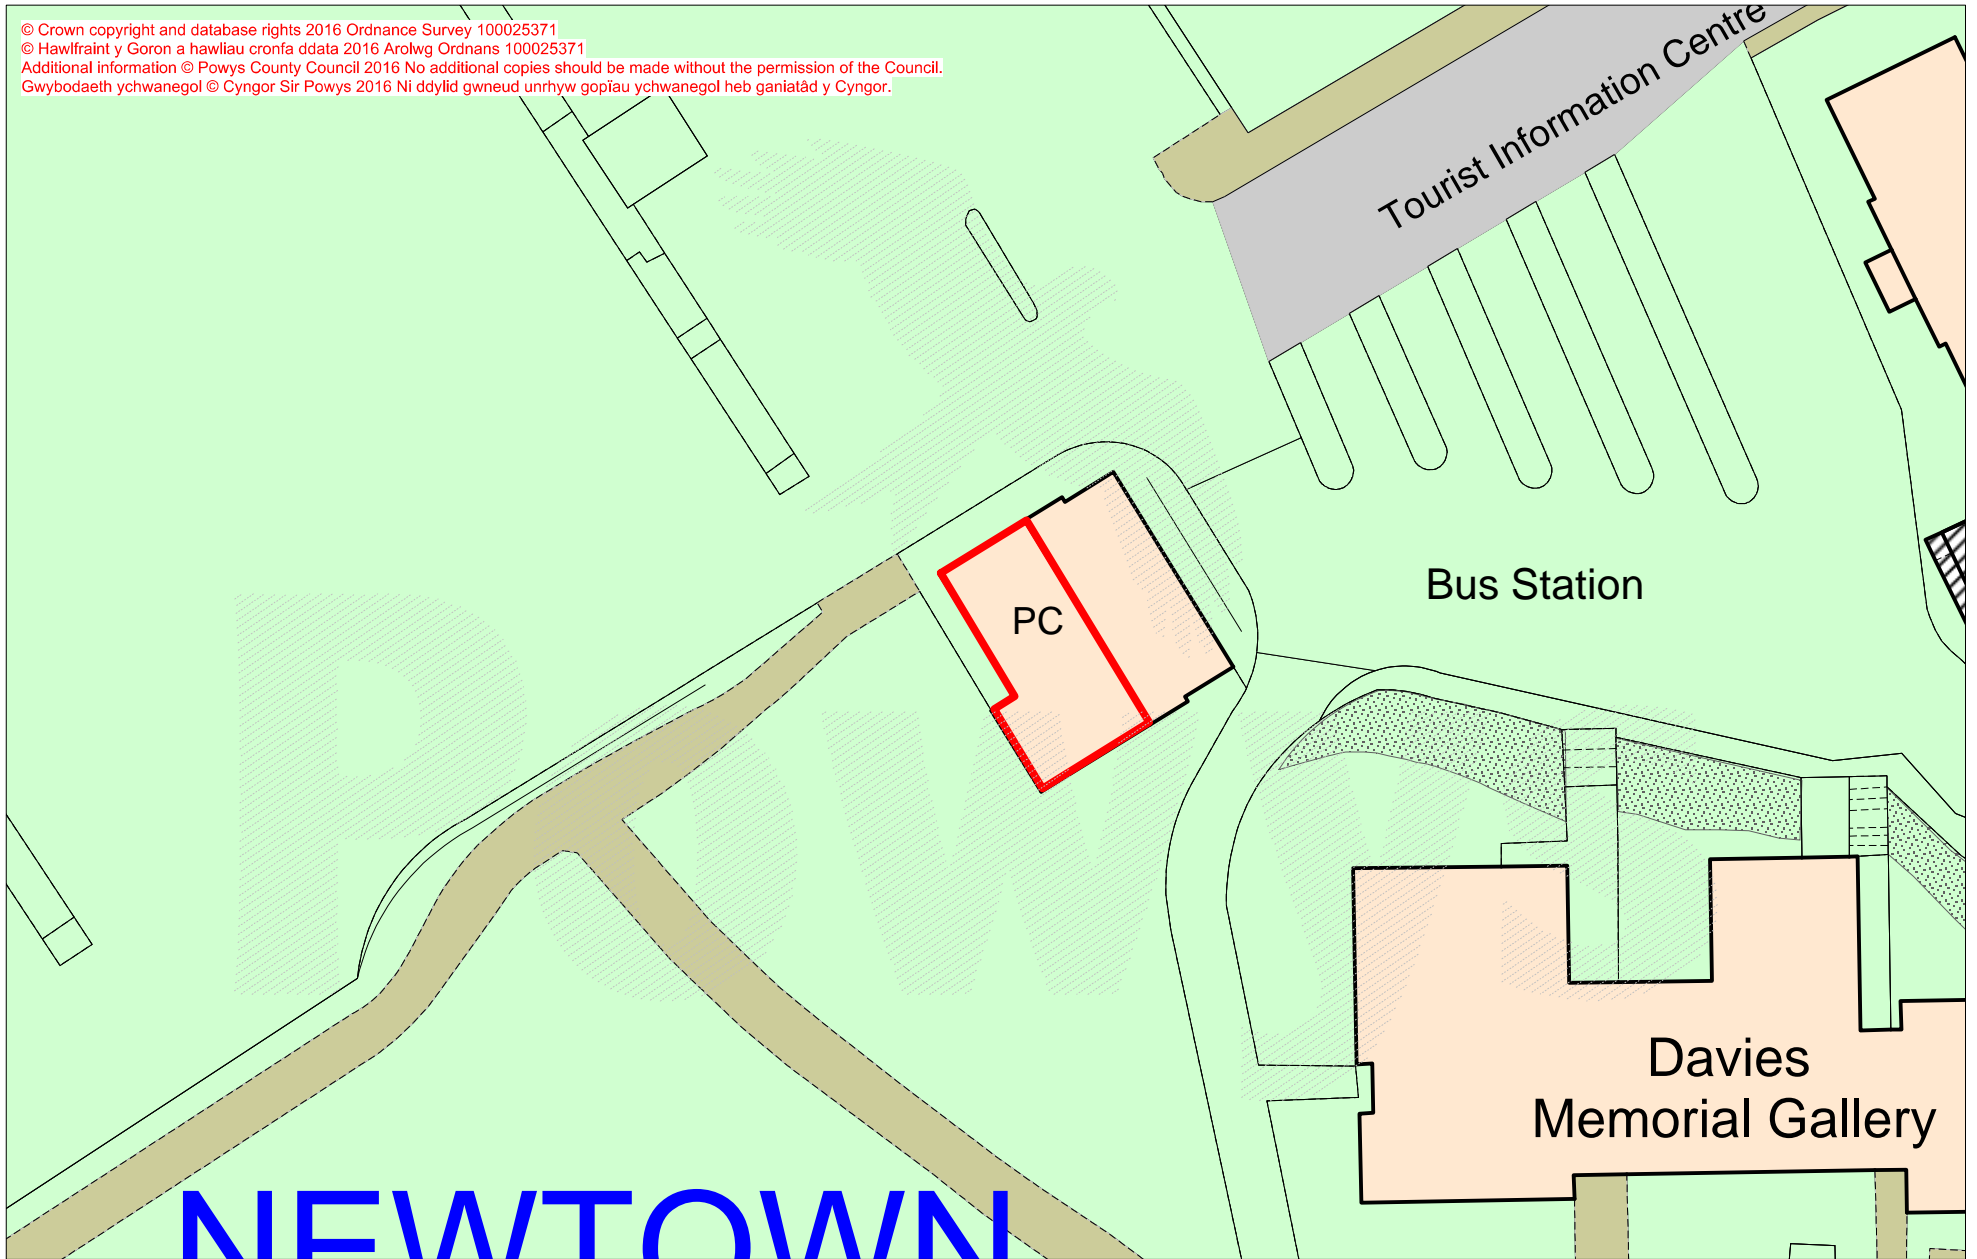 © Crown copyright and database rights 2016 Ordnance Survey 100025371
© Hawlfraint y Goron a hawliau cronfa ddata 2016 Arolwg Ordnans 100025371
Additional information © Powys County Council 2016 No additional copies should be made without the permission of the Council.
Gwybodaeth ychwanegol © Cyngor Sir Powys 2016 Ni ddylid gwneud unrhyw gopïau ychwanegol heb ganiatâd y Cyngor.
Tourist Information Centre
Bus Station
PC
Powys
Davies
Memorial Gallery
NEWTOWN